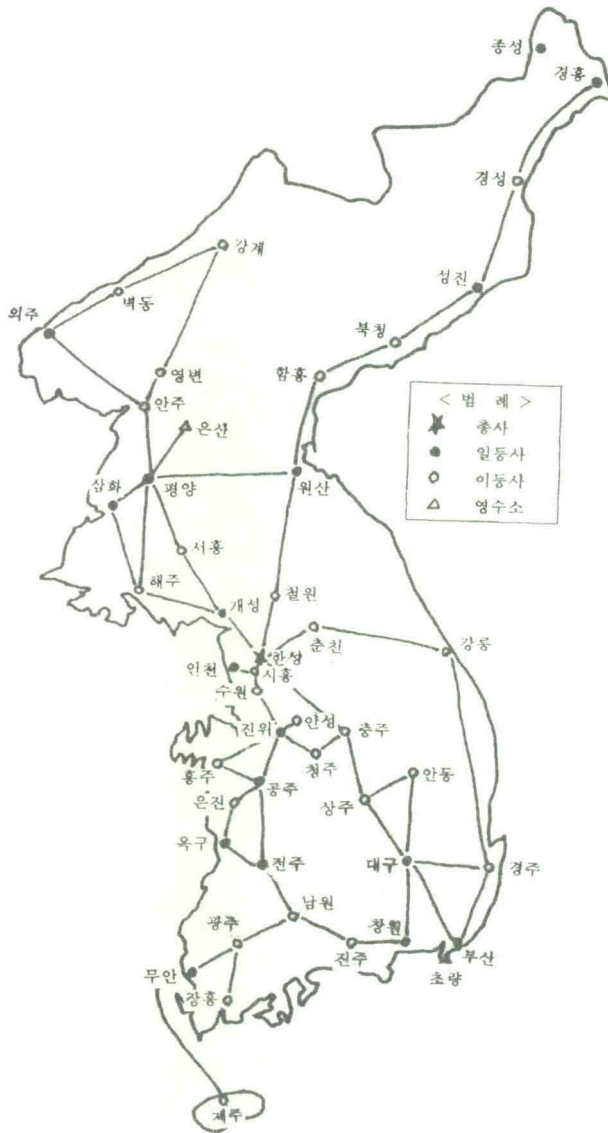 종성
경흥
경성
강계
성진
벽동
의주
북청
영변
함흥
안주
< 범 례 >
총사
일등사
이등사
영수소
은산
삼화
평양
원산
서흥
해주
개성
철원
춘천
강릉
한성
인천
시흥
수원
진위
안성
충주
청주
홍주
공주
안동
은진
상주
옥구
전주
대구
경주
남원
광주
창원
진주
부산
초량
무안
장흥
제주